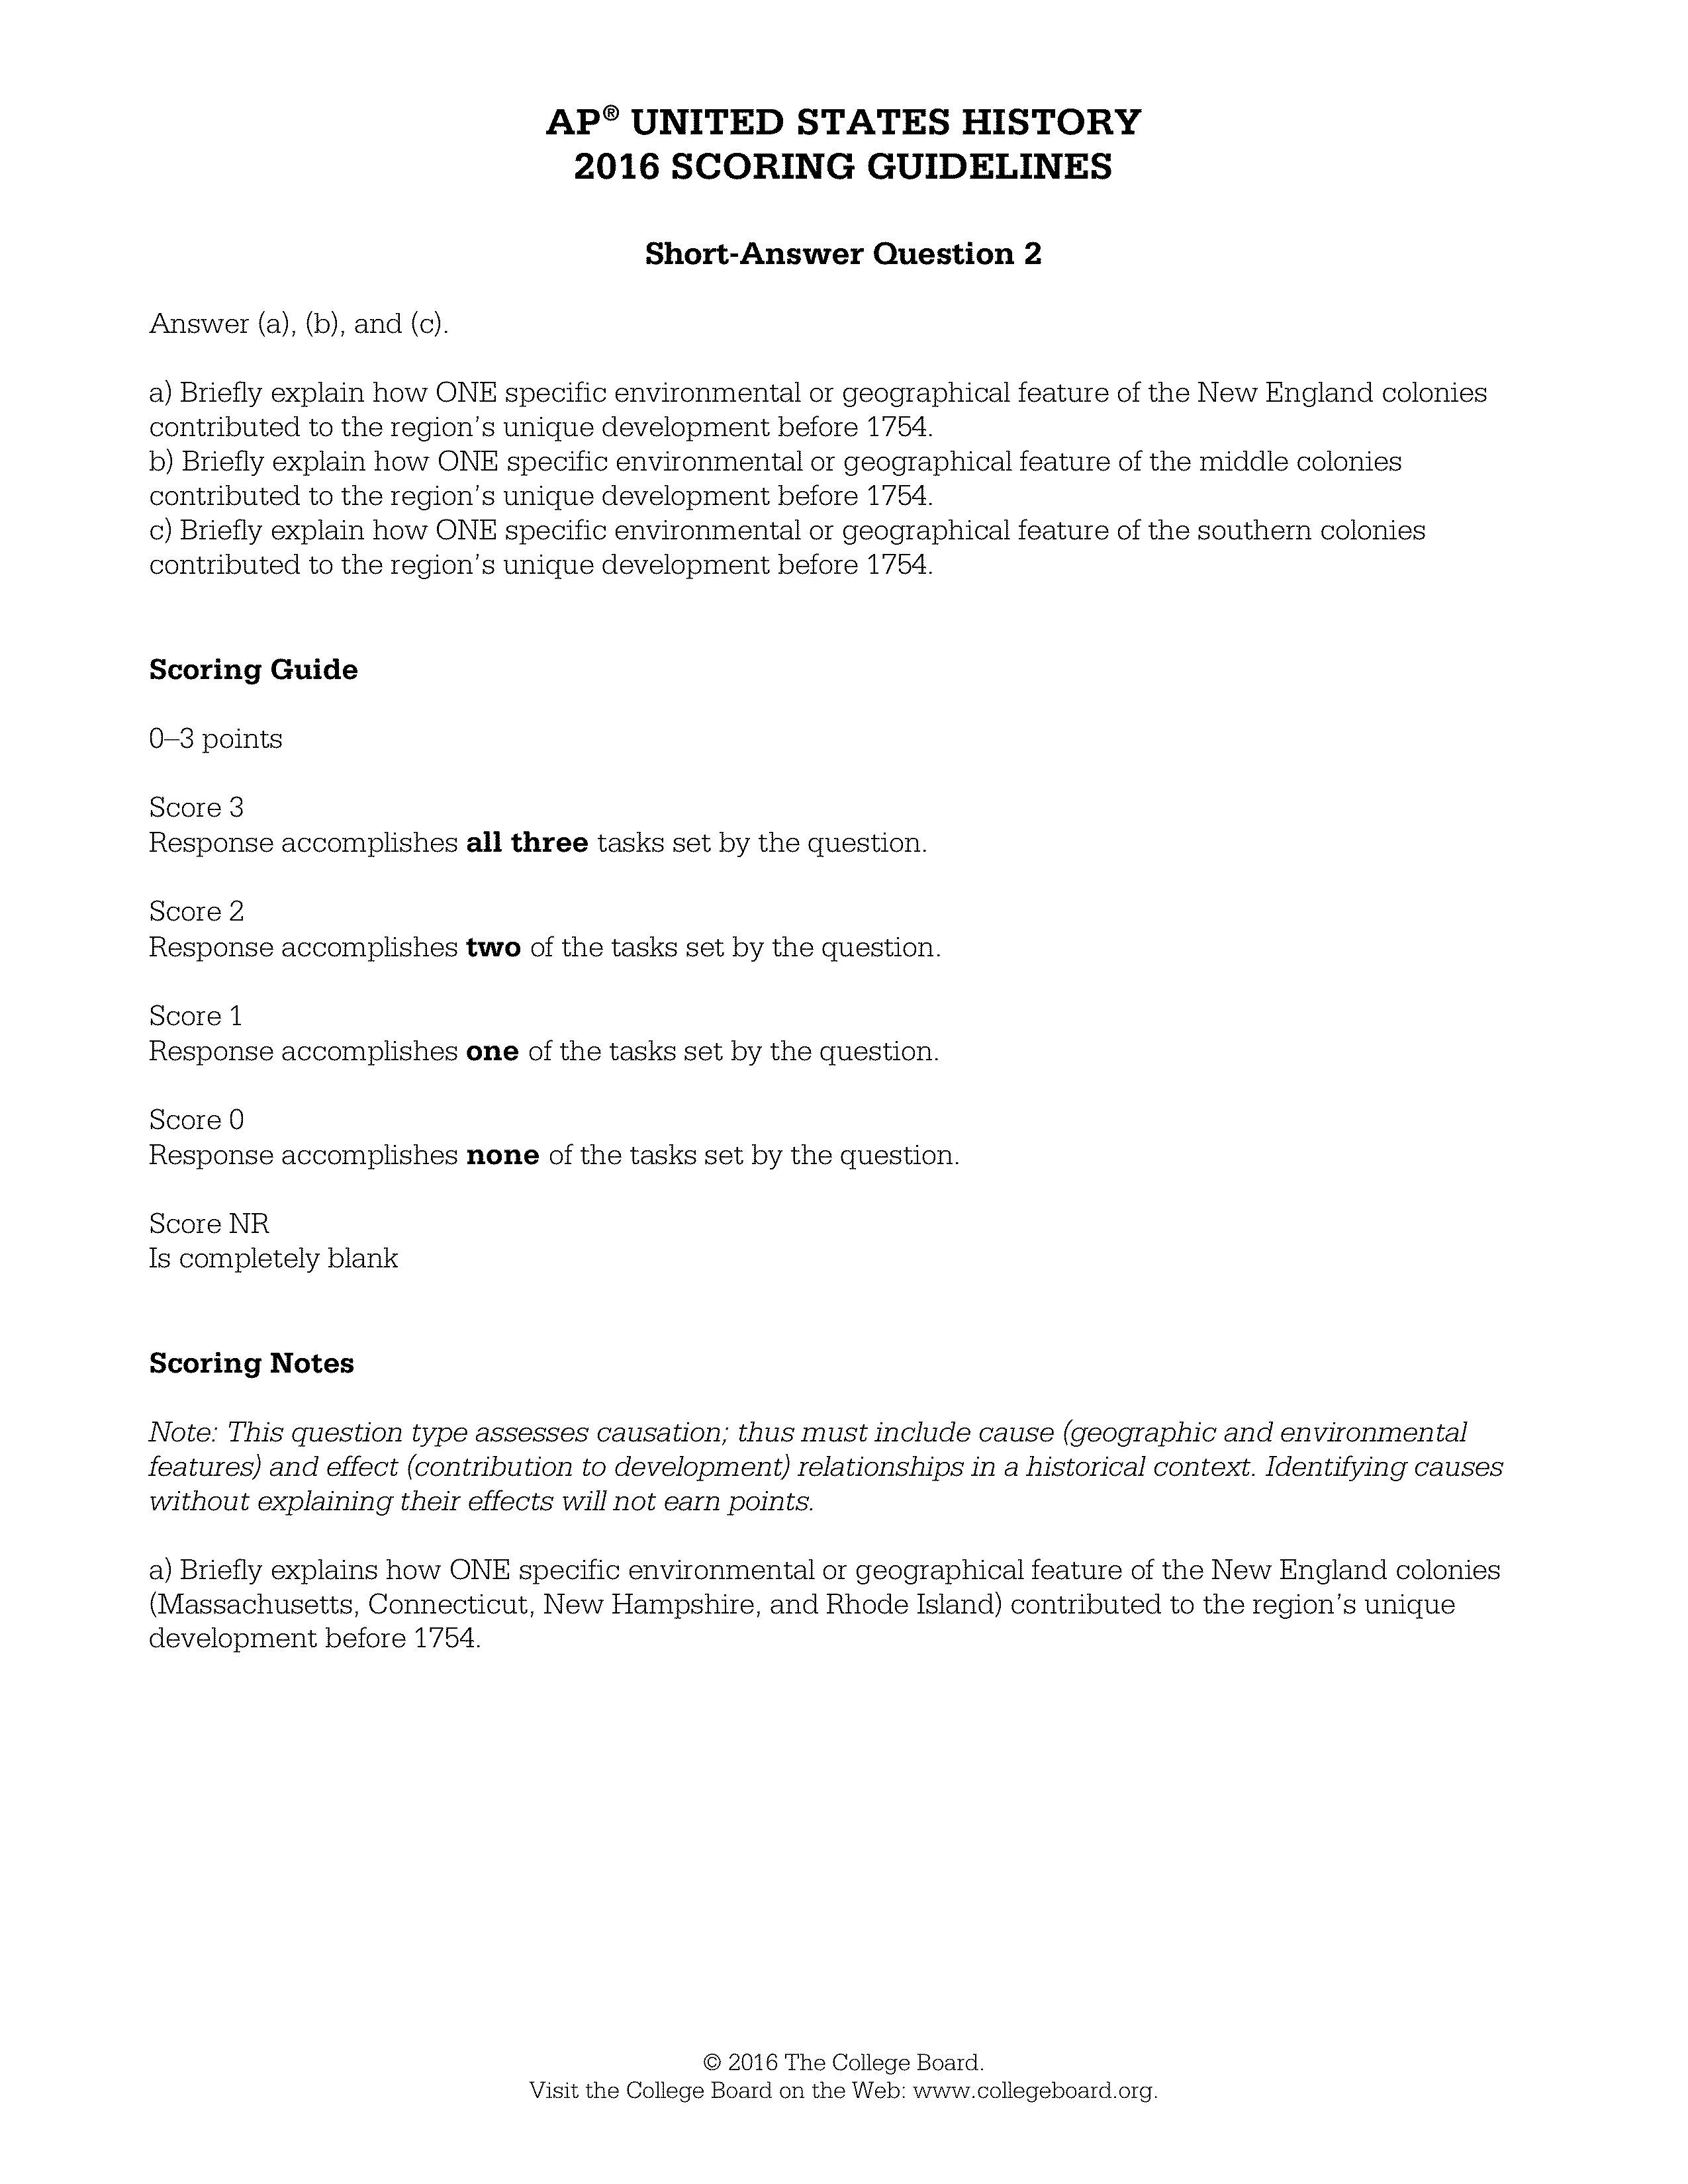 AP® UNITED STATES HISTORY
2016 SCORING GUIDELINES
Short-Answer Question 2
Answer (a), (b), and (c).
a) Briefly explain how ONE specific environmental or geographical feature of the New England colonies
contributed to the region’s unique development before 1754.
b) Briefly explain how ONE specific environmental or geographical feature of the middle colonies
contributed to the region’s unique development before 1754.
c) Briefly explain how ONE specific environmental or geographical feature of the southern colonies
contributed to the region’s unique development before 1754.
Scoring Guide
0–3 points
Score 3
Response accomplishes all three tasks set by the question.
Score 2
Response accomplishes two of the tasks set by the question.
Score 1
Response accomplishes one of the tasks set by the question.
Score 0
Response accomplishes none of the tasks set by the question.
Score NR
Is completely blank
Scoring Notes
Note: This question type assesses causation; thus must include cause (geographic and environmental
features) and effect (contribution to development) relationships in a historical context. Identifying causes
without explaining their effects will not earn points.
a) Briefly explains how ONE specific environmental or geographical feature of the New England colonies
(Massachusetts, Connecticut, New Hampshire, and Rhode Island) contributed to the region’s unique
development before 1754.
© 2016 The College Board.
Visit the College Board on the Web: www.collegeboard.org.